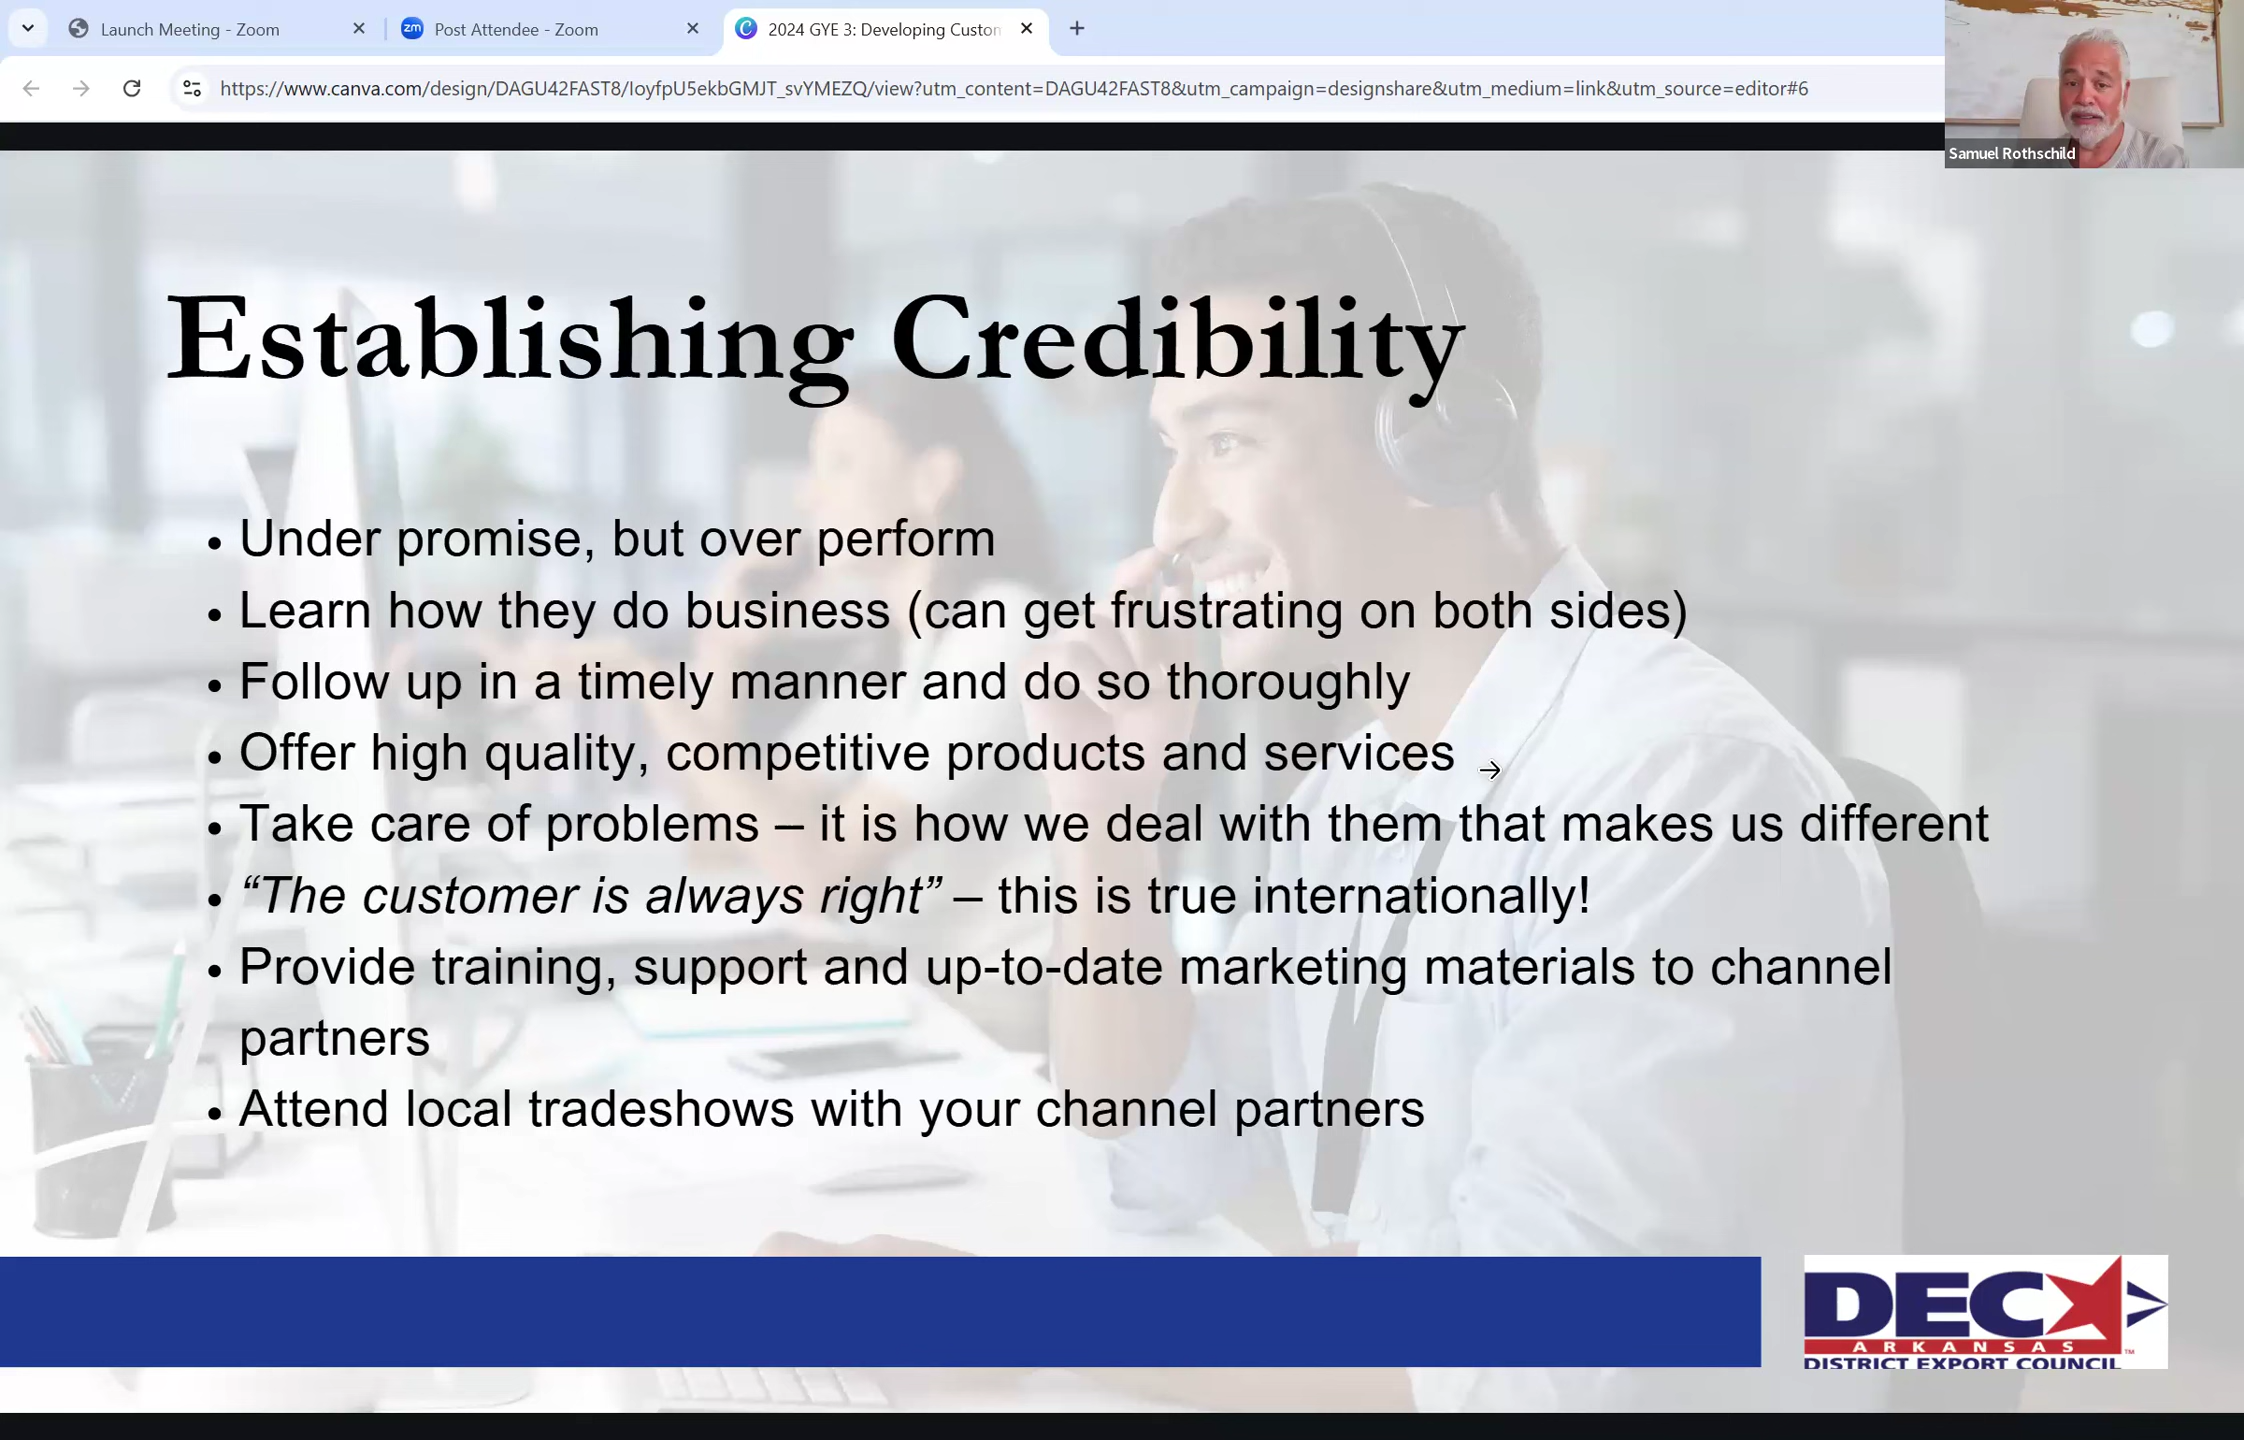 Launch Meeting - Zoom
zm Post Attendee - Zoom
2024 GYE 3: Developing Custon
https://www.canva.com/design/DAGU42FAST8/IoyfpU5ekbGMJT_svYMEZQ/view?utm_content=DAGU42FAST8&utm_campaign=designshare&utm_medium=link&utm_source=editor#6
Samuel Rothschild
Establishing Credibility
• Under promise, but over perform
• Learn how they do business (can get frustrating on both sides)
• Follow up in a timely manner and do so thoroughly
• Offer high quality, competitive products and services
• Take care of problems – it is how we deal with them that makes us different
• “The customer is always right” – this is true internationally!
• Provide training, support and up-to-date marketing materials to channel
partners
• Attend local tradeshows with your channel partners
DEC
ARKANSAS ™
DISTRICT EXPORT COUNCIL